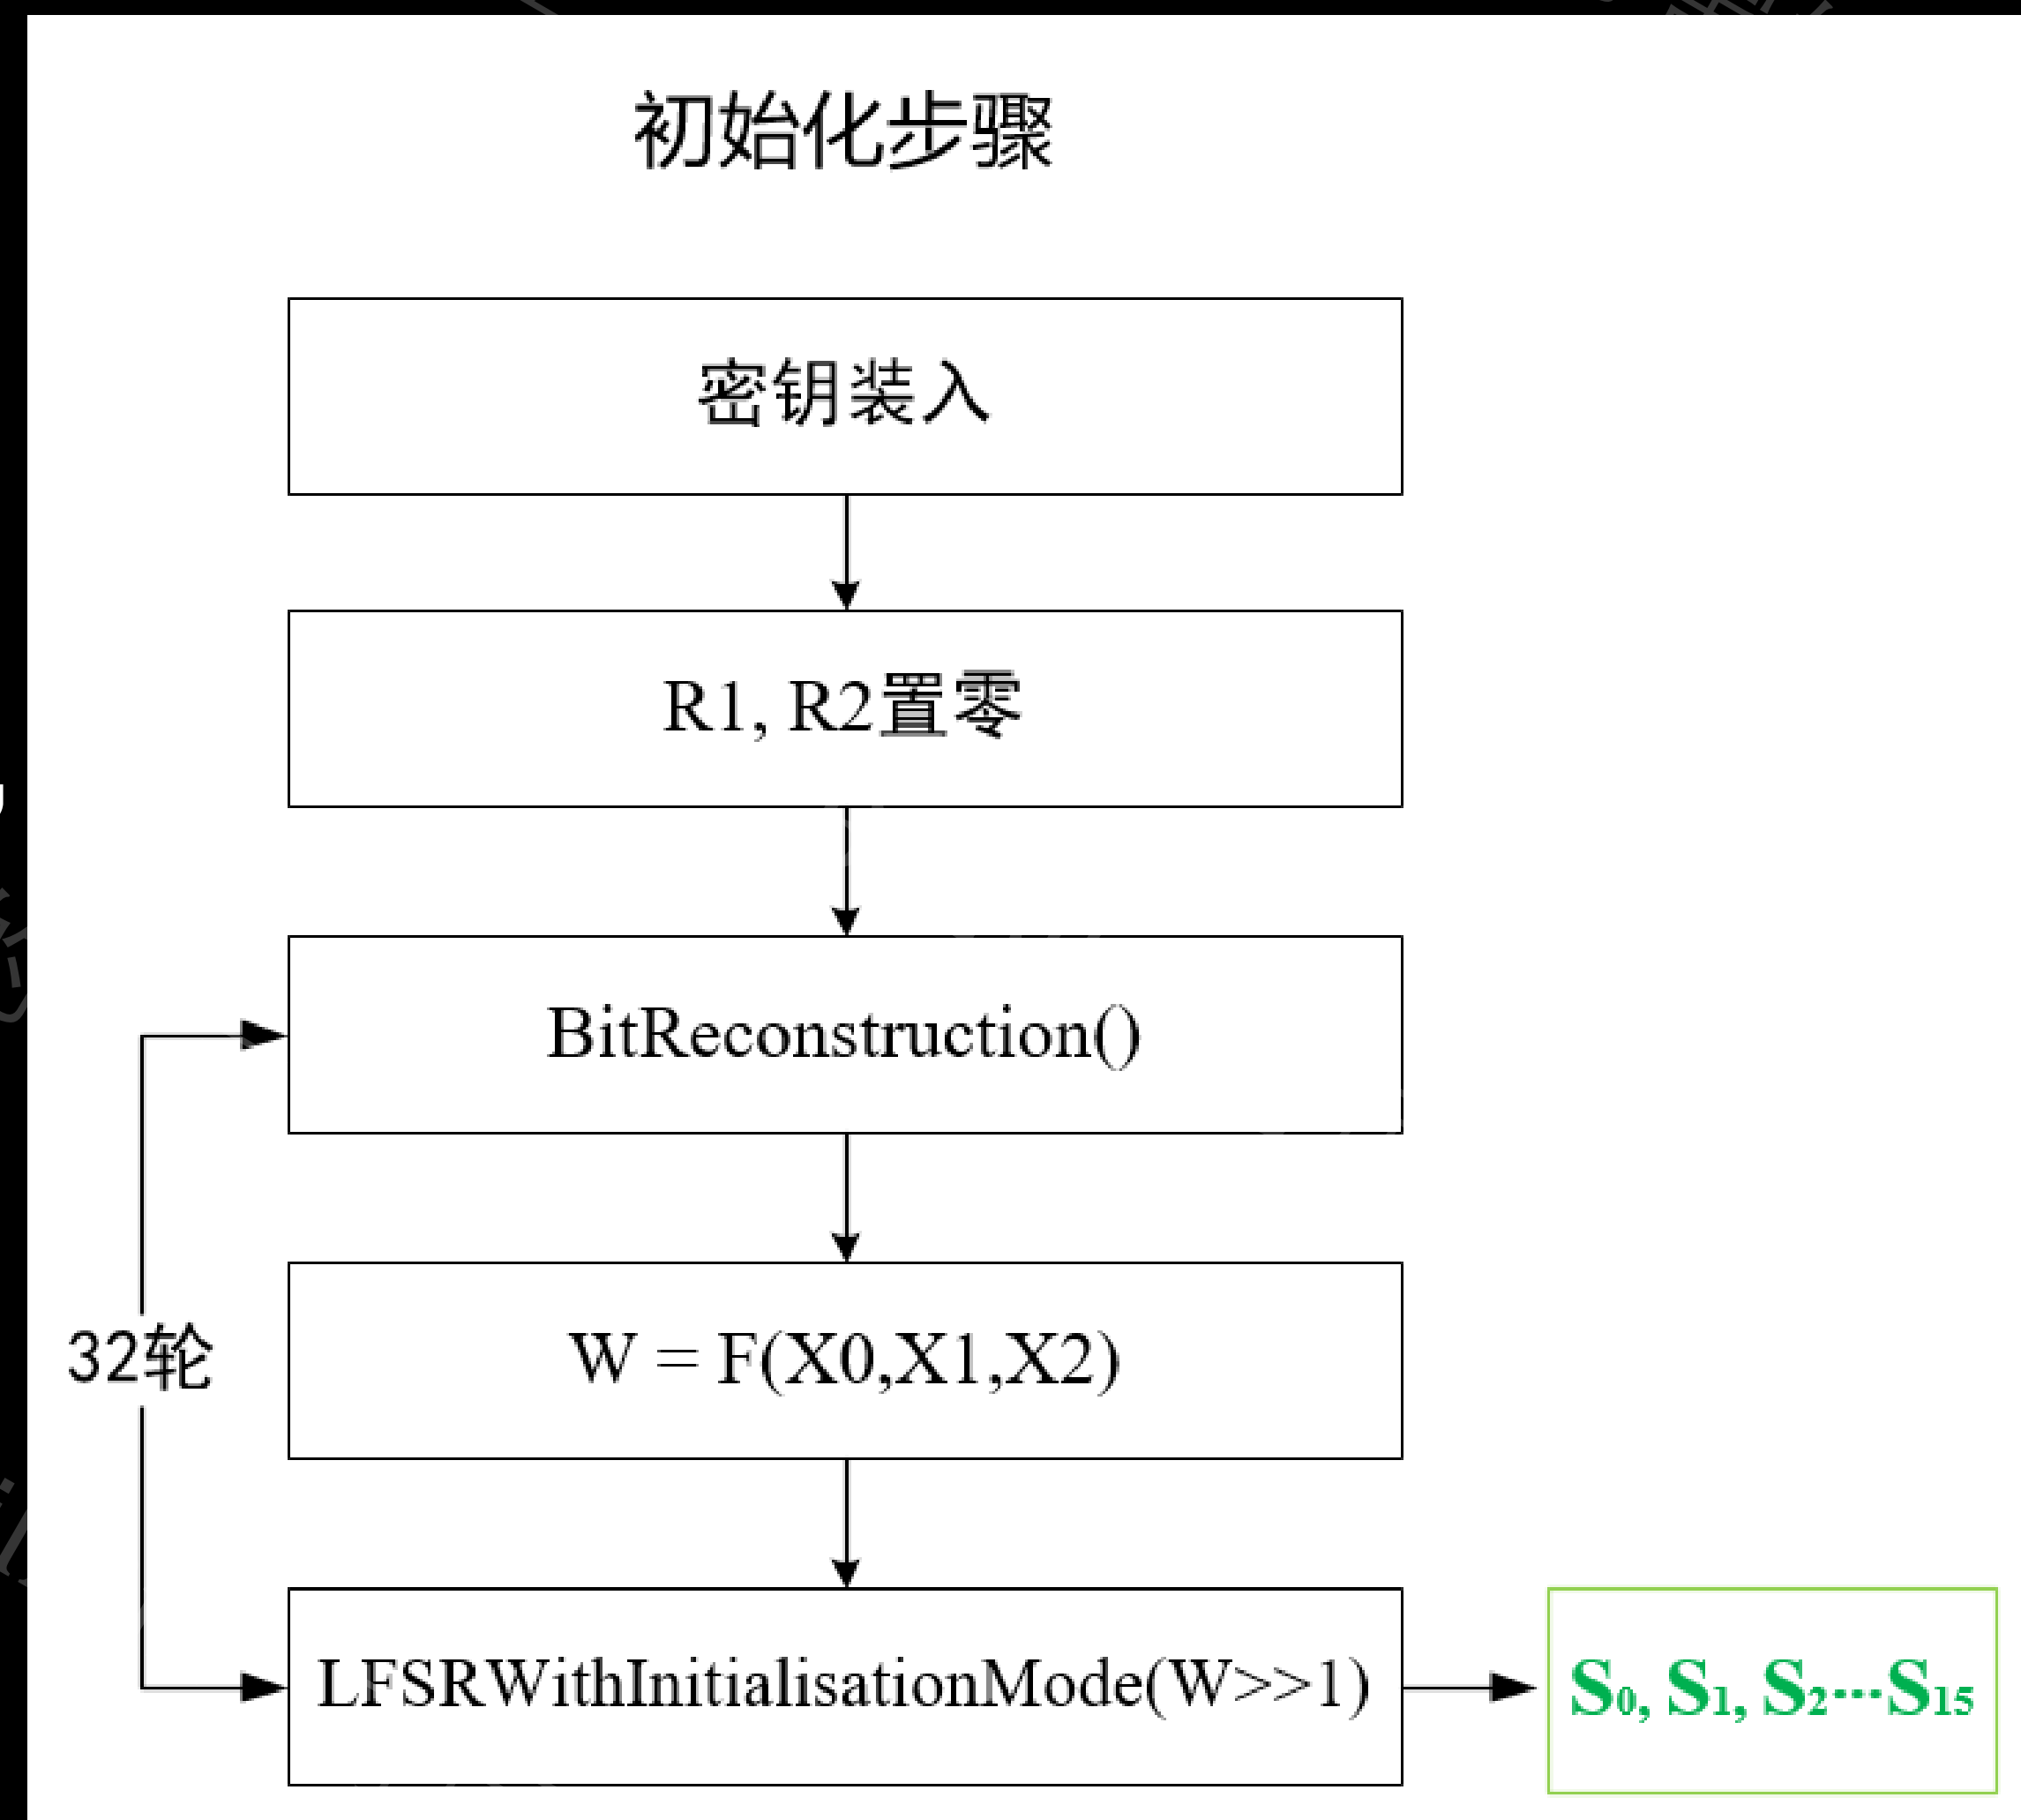 初始化步骤
密钥装入
R1, R2置零
BitReconstruction()
32轮
W = F(X0,X1,X2)
LFSRWithInitialisationMode(W>>1)
S₀, S₁, S₂···S₁₅